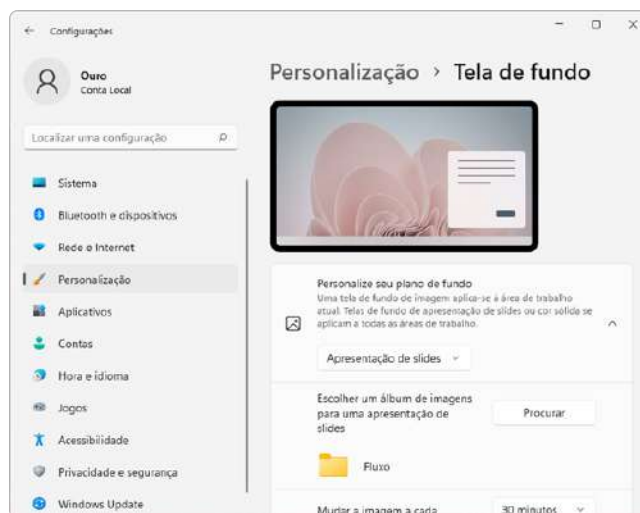 Configurações
Ouro
Conta Local
Localizar uma configuração
Sistema
Bluetooth e dispositivos
Rede e Internet
Personalização
Aplicativos
Contas
Hora e idioma
Jogos
Acessibilidade
Privacidade e segurança
Windows Update
Personalização > Tela de fundo
Personalize seu plano de fundo
Uma tela de fundo de imagem aplica-se à área de trabalho
atual. Telas de fundo de apresentação de slides ou cor sólida se
aplicam a todas as áreas de trabalho.
Apresentação de slides
Escolher um álbum de imagens
para uma apresentação de
slides
Procurar
Fluxo
Mudar a imagem a cada
30 minutos